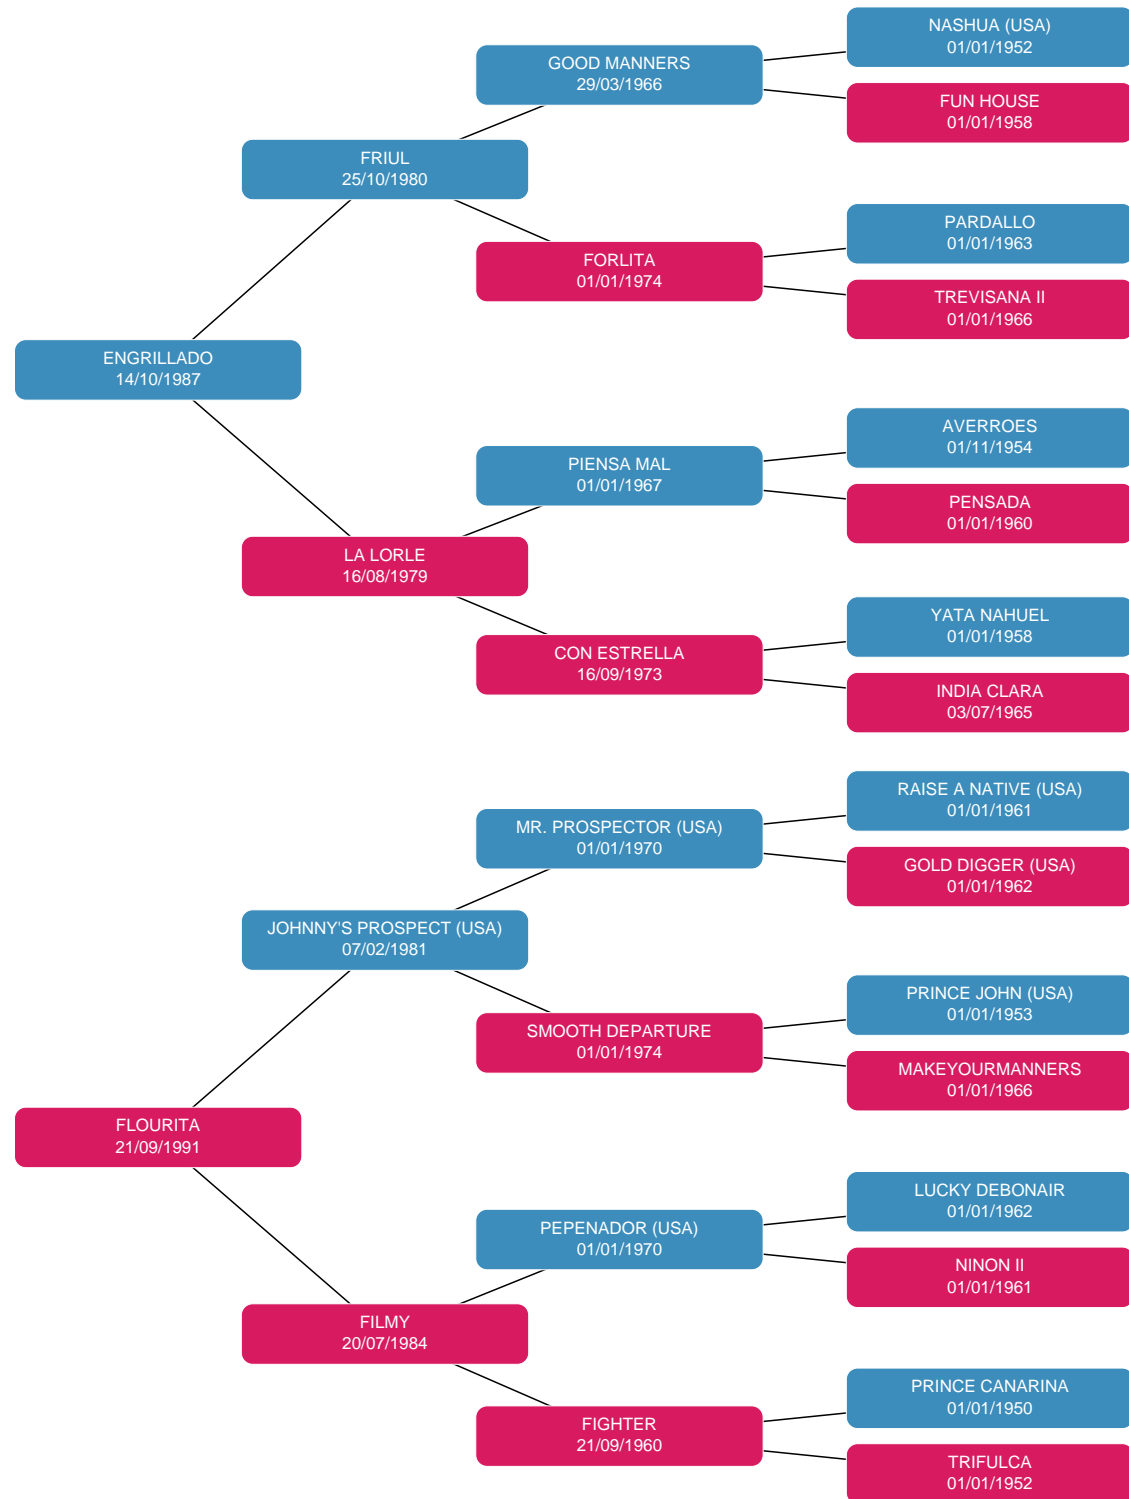 NASHUA (USA)
01/01/1952
GOOD MANNERS
29/03/1966
FUN HOUSE
01/01/1958
FRIUL
25/10/1980
PARDALLO
01/01/1963
FORLITA
01/01/1974
TREVISANA II
01/01/1966
ENGRILLADO
14/10/1987
AVERROES
01/11/1954
PIENSA MAL
01/01/1967
PENSADA
01/01/1960
LA LORLE
16/08/1979
YATA NAHUEL
01/01/1958
CON ESTRELLA
16/09/1973
INDIA CLARA
03/07/1965
RAISE A NATIVE (USA)
01/01/1961
MR. PROSPECTOR (USA)
01/01/1970
GOLD DIGGER (USA)
01/01/1962
JOHNNY'S PROSPECT (USA)
07/02/1981
PRINCE JOHN (USA)
01/01/1953
SMOOTH DEPARTURE
01/01/1974
MAKEYOURMANNERS
01/01/1966
FLOURITA
21/09/1991
LUCKY DEBONAIR
01/01/1962
PEPENADOR (USA)
01/01/1970
NINON II
01/01/1961
FILMY
20/07/1984
PRINCE CANARINA
01/01/1950
FIGHTER
21/09/1960
TRIFULCA
01/01/1952